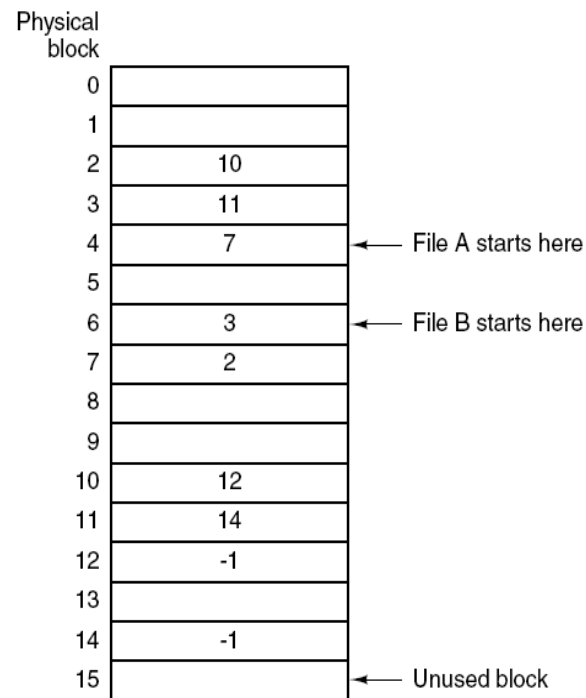 Physical
block
0
1
2 10
3 11
4 7 File A starts here
5
6 3 File B starts here
7 2
8
9
10 12
11 14
12 -1
13
14 -1
15 Unused block